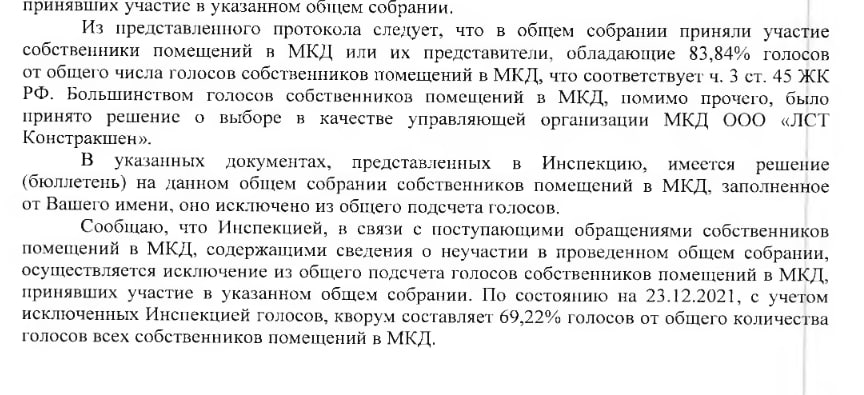 принявших участие в указанном общем собрании.
Из представленного протокола следует, что в общем собрании приняли участие
собственники помещений в МКД или их представители, обладающие 83,84% голосов
от общего числа голосов собственников помещений в МКД, что соответствует ч. 3 ст. 45 ЖК
РФ. Большинством голосов собственников помещений в МКД, помимо прочего, было
принято решение о выборе в качестве управляющей организации МКД ООО «ЛСТ
Констракшен».
В указанных документах, представленных в Инспекцию, имеется решение
(бюллетень) на данном общем собрании собственников помещений в МКД, заполненное
от Вашего имени, оно исключено из общего подсчета голосов.
Сообщаю, что Инспекцией, в связи с поступающими обращениями собственников
помещений в МКД, содержащими сведения о неучастии в проведенном общем собрании,
осуществляется исключение из общего подсчета голосов собственников помещений в МКД,
принявших участие в указанном общем собрании. По состоянию на 23.12.2021, с учетом
исключенных Инспекцией голосов, кворум составляет 69,22% голосов от общего количества
голосов всех собственников помещений в МКД.